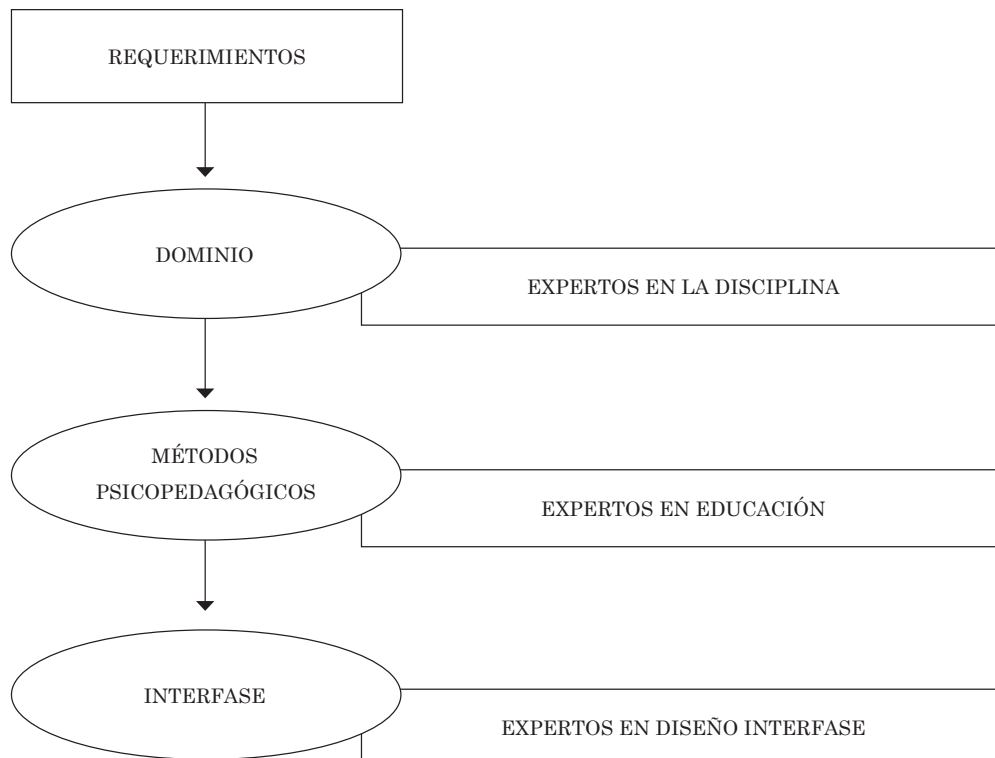 REQUERIMIENTOS
DOMINIO
EXPERTOS EN LA DISCIPLINA
MÉTODOS
PSICOPEDAGÓGICOS
EXPERTOS EN EDUCACIÓN
INTERFASE
EXPERTOS EN DISEÑO INTERFASE